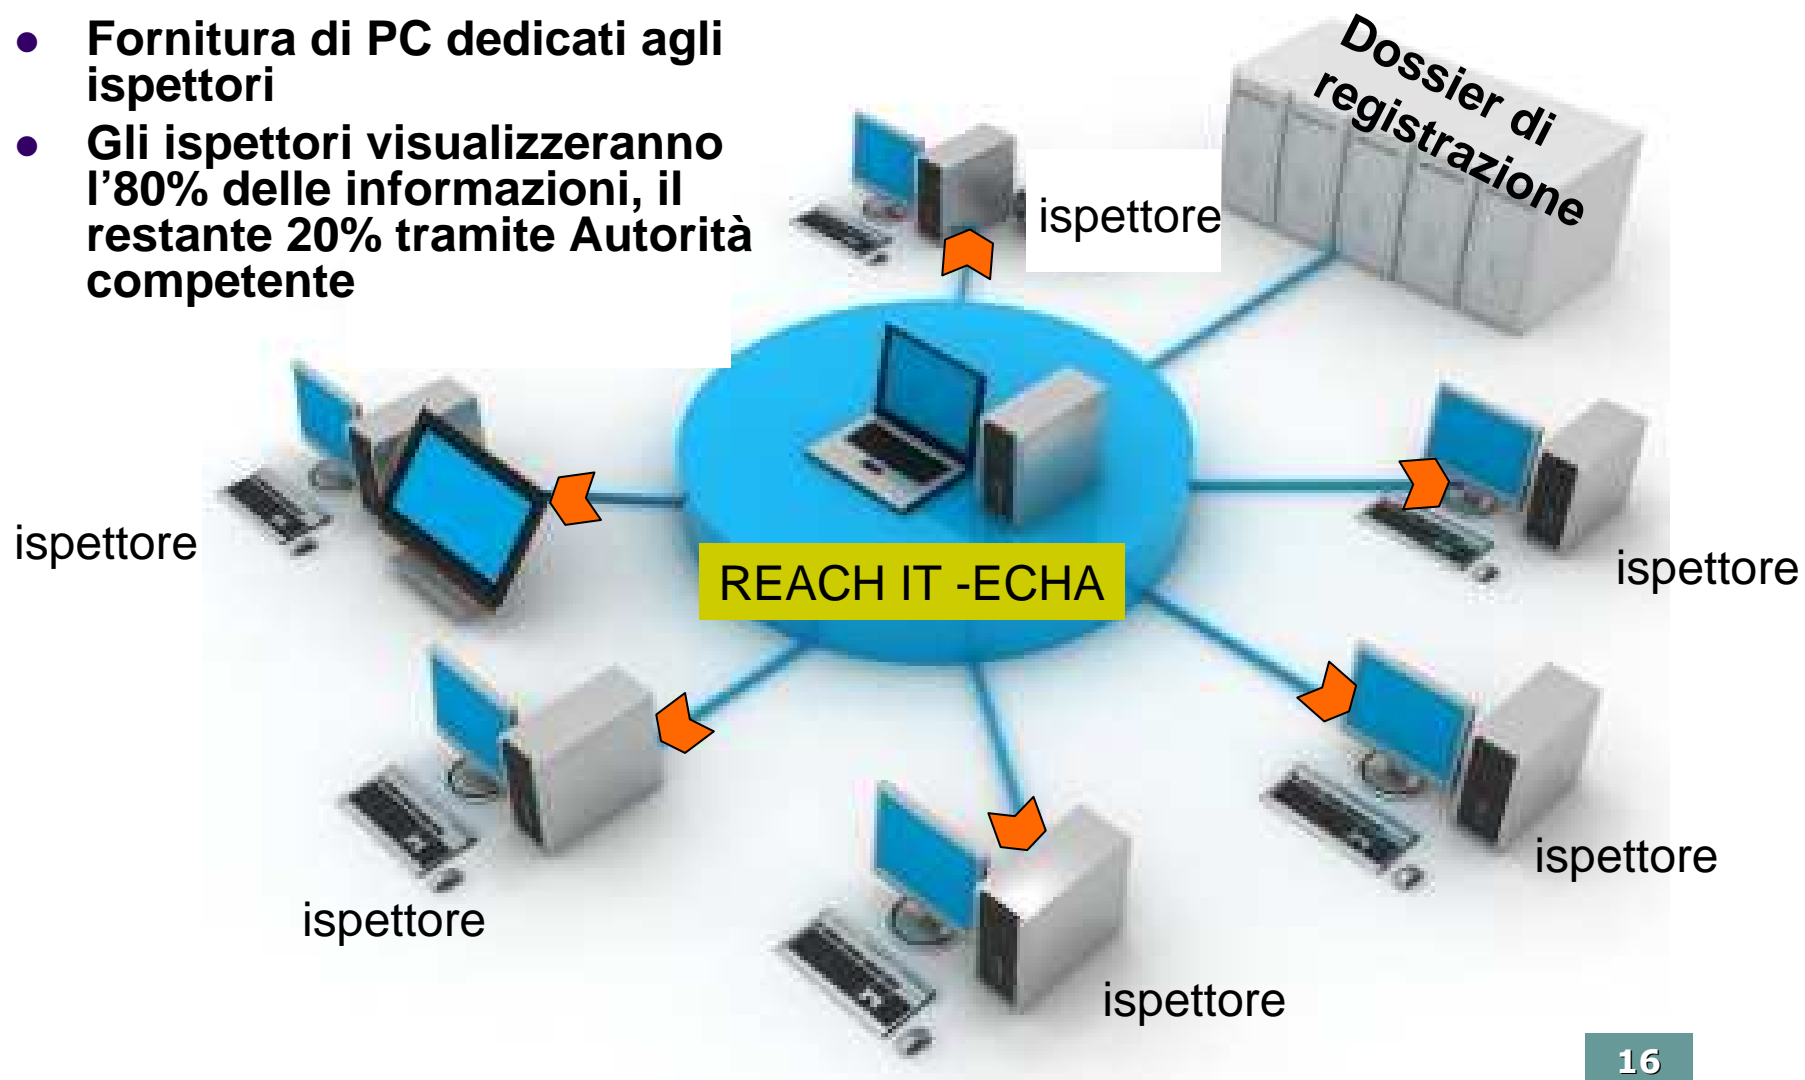 Fornitura di PC dedicati agli
ispettori
Gli ispettori visualizzeranno
l’80% delle informazioni, il
restante 20% tramite Autorità
competente
Dossier di
registrazione
ispettore
ispettore
REACH IT -ECHA
ispettore
ispettore
ispettore
ispettore
16